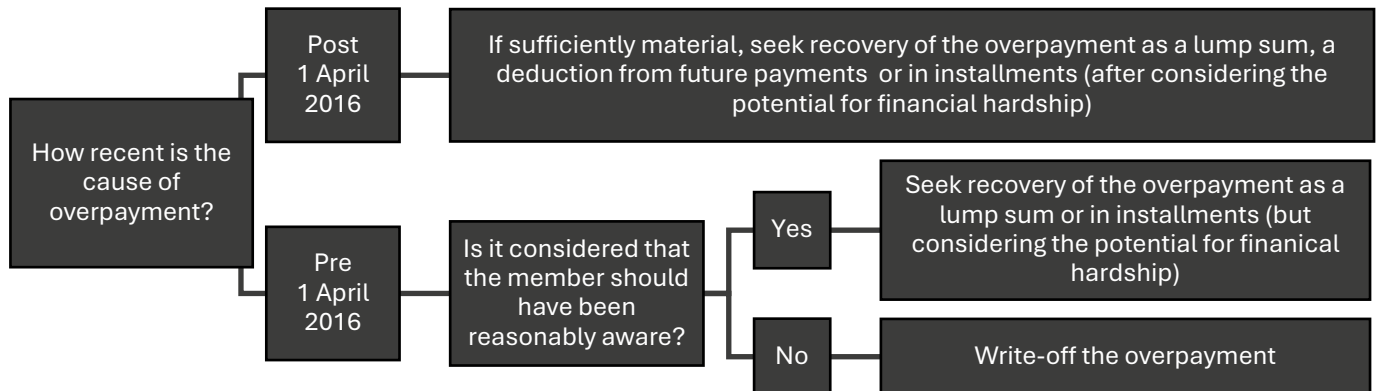 How recent is the
cause of
overpayment?
Post
1 April
2016
If sufficiently material, seek recovery of the overpayment as a lump sum, a
deduction from future payments or in installments (after considering the
potential for financial hardship)
Pre
1 April
2016
Is it considered that
the member should
have been
reasonably aware?
Yes
Seek recovery of the overpayment as a
lump sum or in installments (but
considering the potential for finanical
hardship)
No
Write-off the overpayment